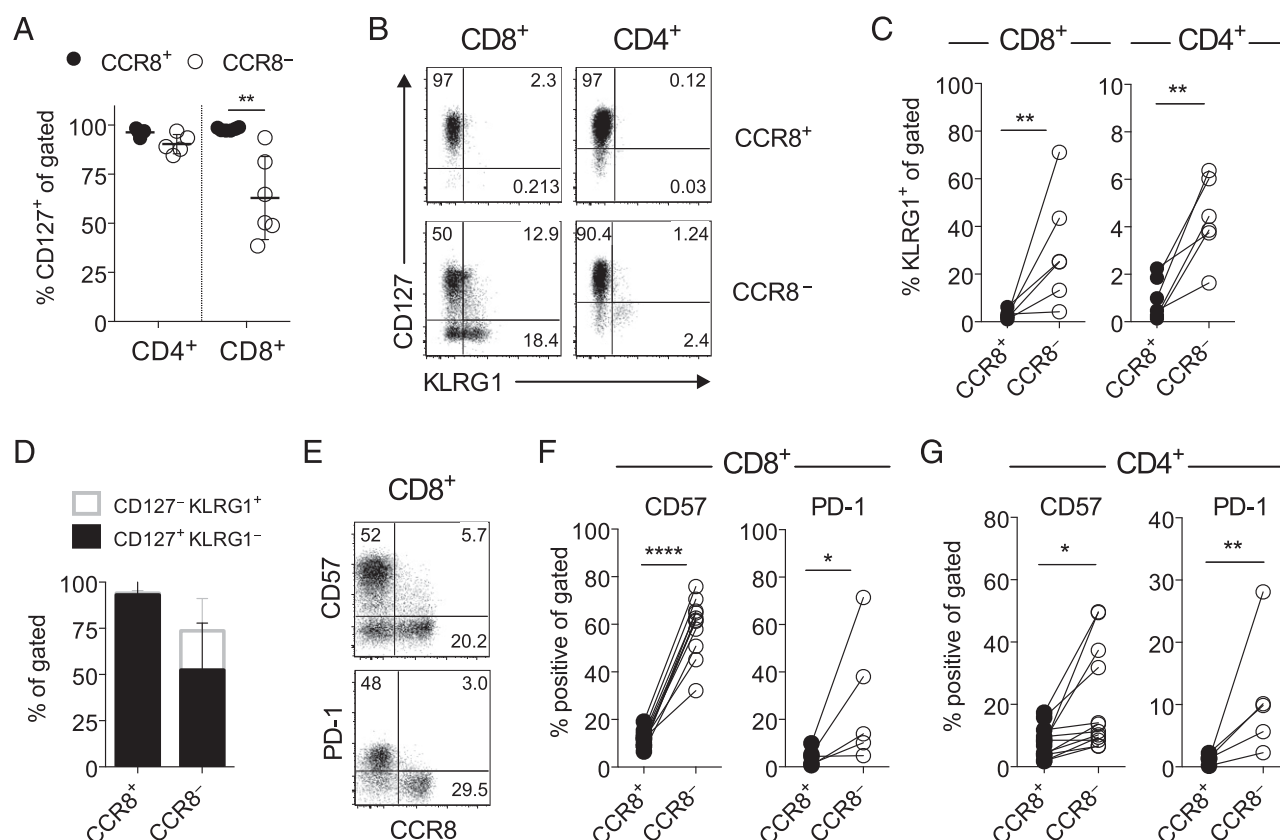 A
CCR8⁺ CCR8⁻
% CD127⁺ of gated
100
75
50
25
0
**
CD4⁺ CD8⁺
B
CD8⁺ CD4⁺
97 2.3
0.213
97 0.12
0.03
CCR8⁺
50 12.9
18.4
90.4 1.24
2.4
CCR8⁻
CD127
KLRG1
C
CD8⁺ CD4⁺
% KLRG1⁺ of gated
100
80
60
40
20
0
**
CCR8⁺ CCR8⁻
10
8
6
4
2
0
**
CCR8⁺ CCR8⁻
D
CD127⁻ KLRG1⁺
CD127⁺ KLRG1⁻
% of gated
100
75
50
25
0
CCR8⁺ CCR8⁻
E
CD8⁺
CD57
52 5.7
20.2
PD-1
48 3.0
29.5
CCR8
F
CD8⁺
CD57 PD-1
% positive of gated
100
80
60
40
20
0
****
CCR8⁺ CCR8⁻
100
80
60
40
20
0
*
CCR8⁺ CCR8⁻
G
CD4⁺
CD57 PD-1
% positive of gated
80
60
40
20
0
*
CCR8⁺ CCR8⁻
40
30
20
10
0
**
CCR8⁺ CCR8⁻